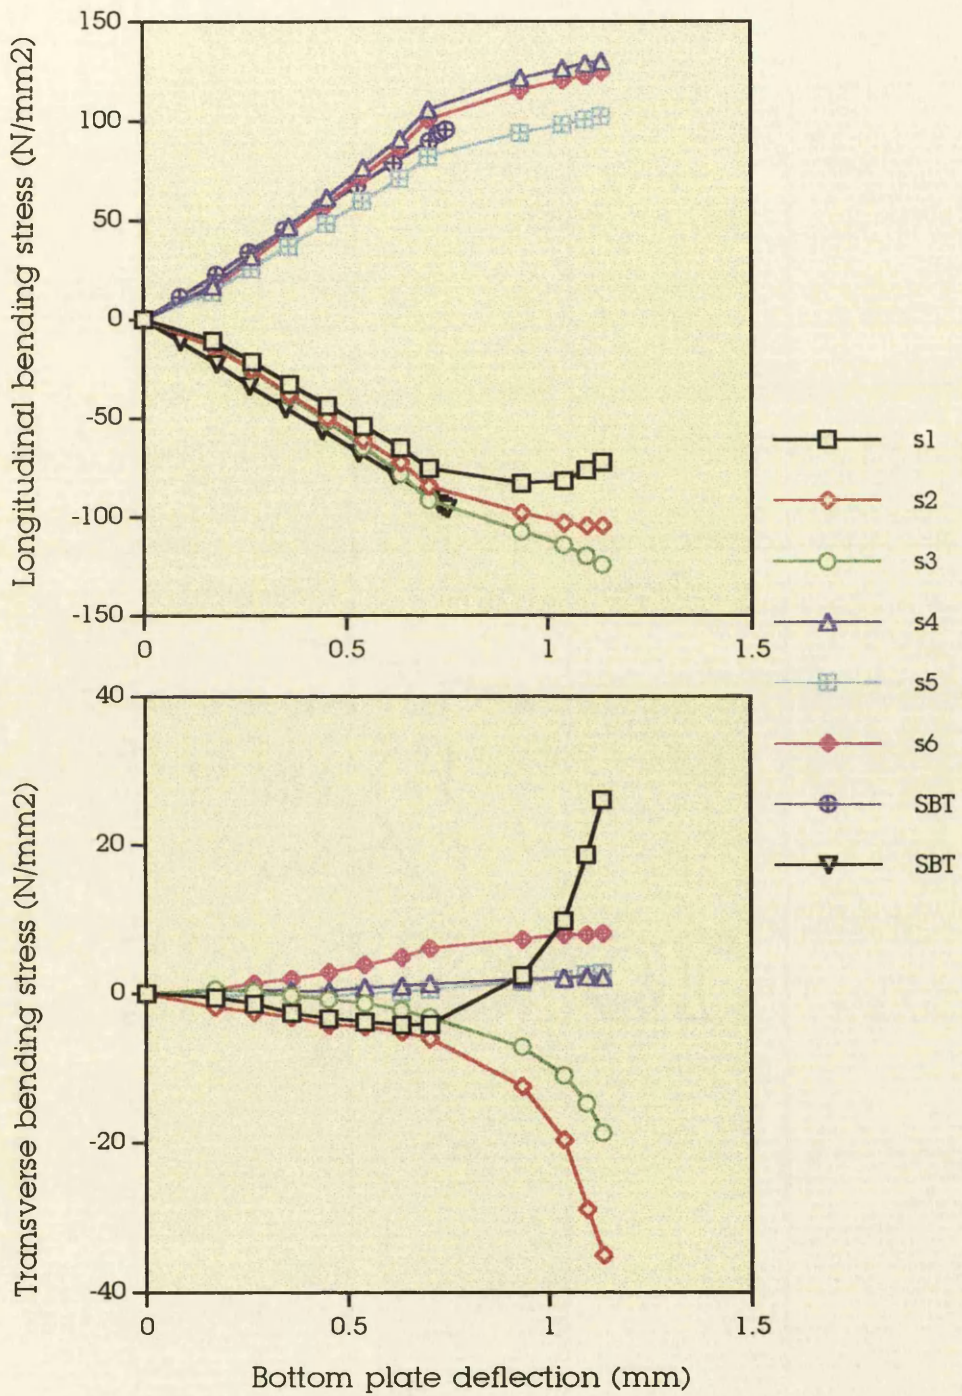 Longitudinal bending stress (N/mm2)
150
100
50
0
-50
-100
-150
0
0.5
1
1.5
s1
s2
s3
s4
s5
s6
SBT
SBT
Transverse bending stress (N/mm2)
40
20
0
-20
-40
0
0.5
1
1.5
Bottom plate deflection (mm)